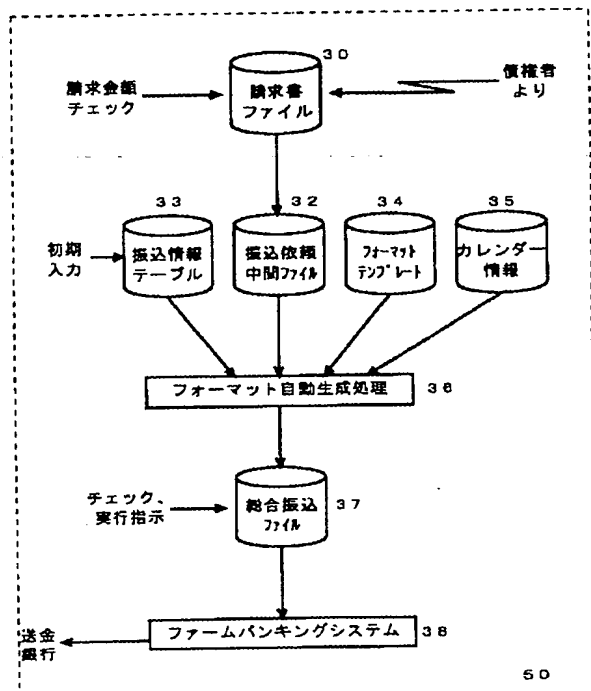 30
請求金額
チェック
請求書
ファイル
債権者
より
33
32
34
35
初期
入力
振込情報
テーブル
振込依頼
中間ファイル
フォーマット
テンプレート
カレンダー
情報
フォーマット自動生成処理
36
チェック、
実行指示
総合振込
ファイル
37
ファームバンキングシステム
38
送金
銀行
50